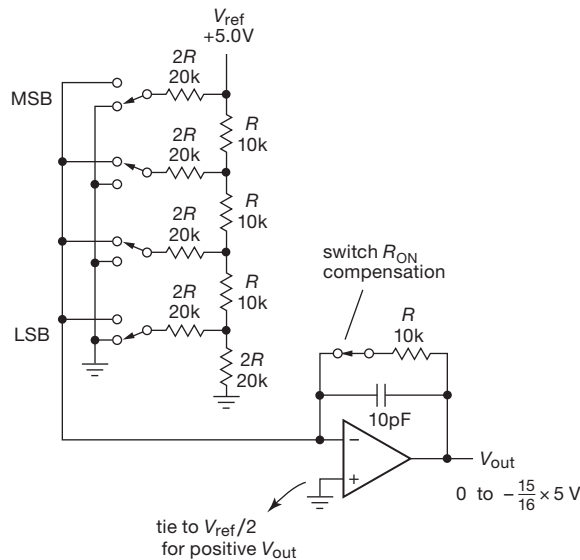 V_ref
+5.0V
2R
20k
MSB
R
10k
2R
20k
R
10k
2R
20k
R
10k
2R
20k
LSB
2R
20k
switch R_ON
compensation
R
10k
10pF
−
+
V_out
0 to −15/16 × 5 V
tie to V_ref/2
for positive V_out